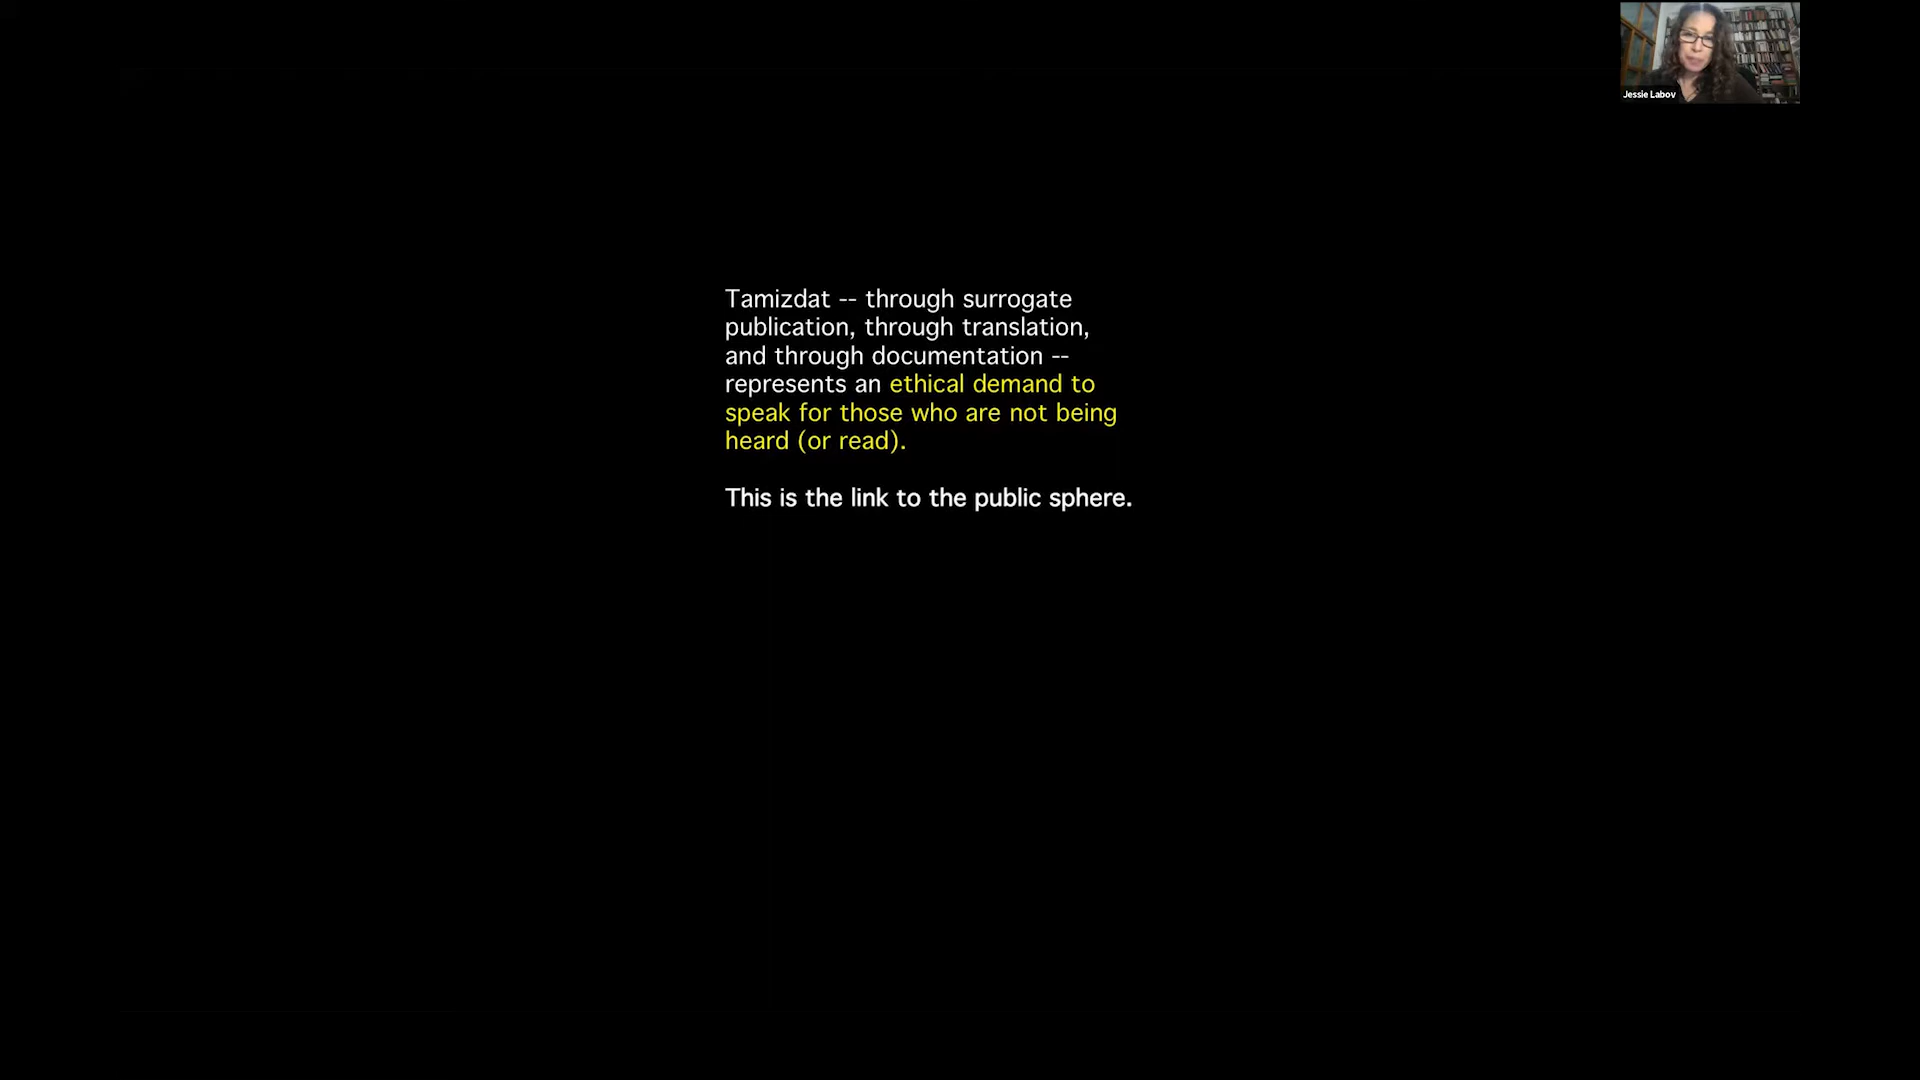 Jessie Labov
Tamizdat -- through surrogate
publication, through translation,
and through documentation --
represents an ethical demand to
speak for those who are not being
heard (or read).
This is the link to the public sphere.